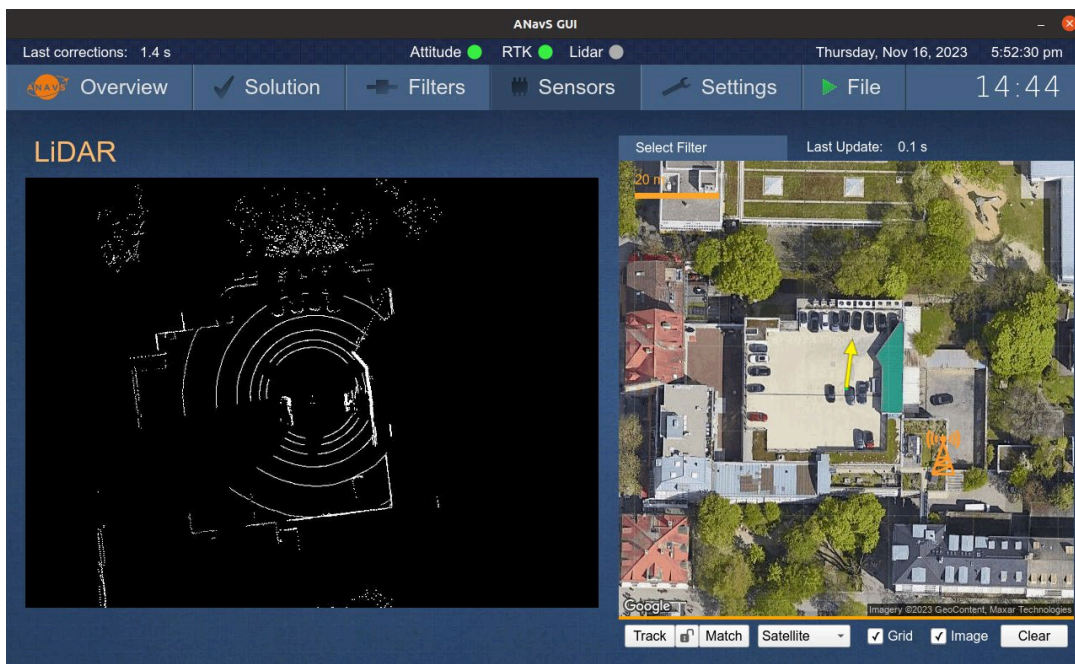 ANavS GUI
Last corrections: 1.4 s
Attitude
RTK
Lidar
Thursday, Nov 16, 2023 5:52:30 pm
ANAVS
Overview
Solution
Filters
Sensors
Settings
File
14:44
LiDAR
Select Filter
Last Update: 0.1 s
20 m
Google
Imagery ©2023 GeoContent, Maxar Technologies
Track
Match
Satellite
Grid
Image
Clear